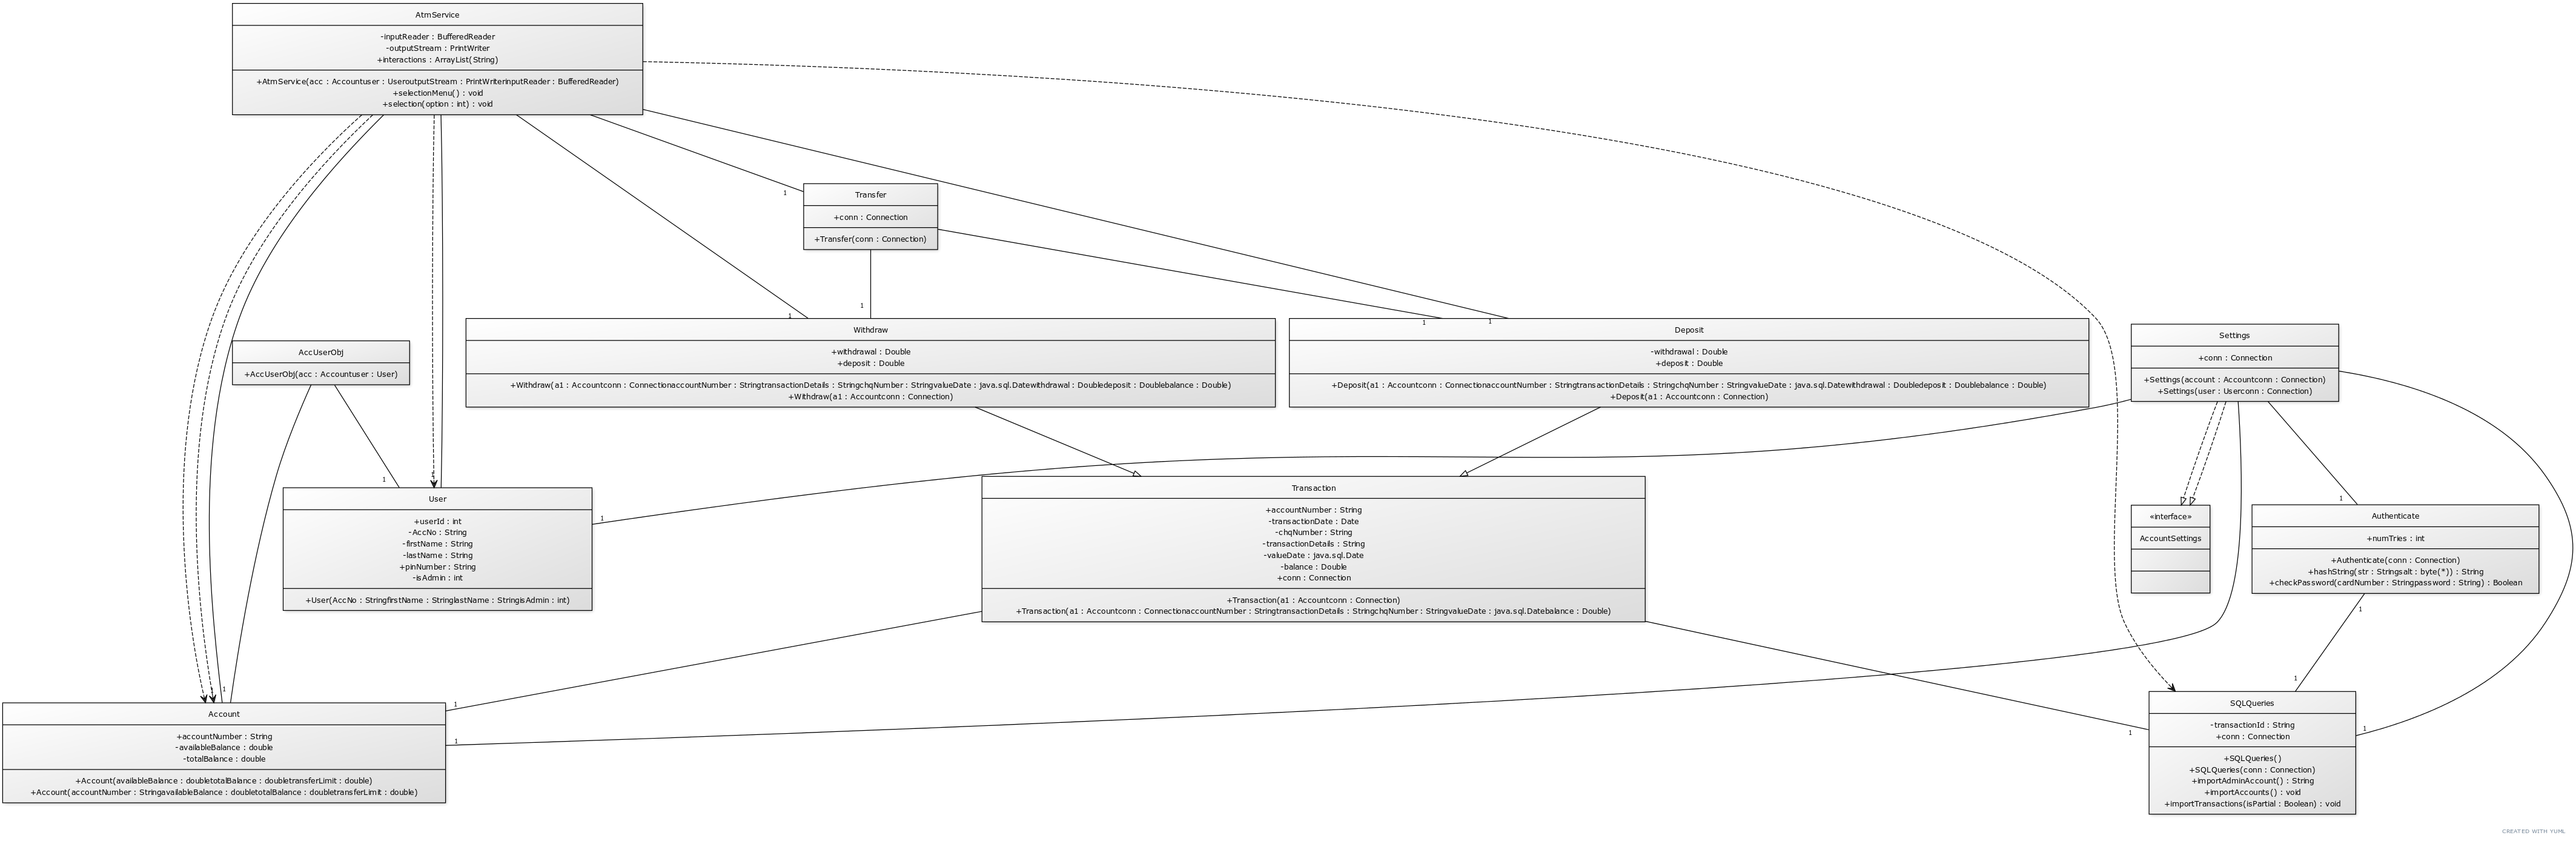 AtmService
-inputReader : BufferedReader
-outputStream : PrintWriter
+interactions : ArrayList(String)
+AtmService(acc : Accountuser : UseroutputStream : PrintWriterinputReader : BufferedReader)
+selectionMenu() : void
+selection(option : int) : void
Transfer
+conn : Connection
+Transfer(conn : Connection)
1
1
1
1
1
Withdraw
+withdrawal : Double
+deposit : Double
+Withdraw(a1 : Accountconn : ConnectionaccountNumber : StringtransactionDetails : StringchqNumber : StringvalueDate : java.sql.Datewithdrawal : Doubledeposit : Doublebalance : Double)
+Withdraw(a1 : Accountconn : Connection)
Deposit
-withdrawal : Double
+deposit : Double
+Deposit(a1 : Accountconn : ConnectionaccountNumber : StringtransactionDetails : StringchqNumber : StringvalueDate : java.sql.Datewithdrawal : Doubledeposit : Doublebalance : Double)
+Deposit(a1 : Accountconn : Connection)
Settings
+conn : Connection
+Settings(account : Accountconn : Connection)
+Settings(user : Userconn : Connection)
AccUserObj
+AccUserObj(acc : Accountuser : User)
1
1
User
+userId : int
-AccNo : String
-firstName : String
-lastName : String
+pinNumber : String
-isAdmin : int
+User(AccNo : StringfirstName : StringlastName : StringisAdmin : int)
1
Transaction
+accountNumber : String
-transactionDate : Date
-chqNumber : String
-transactionDetails : String
-valueDate : java.sql.Date
-balance : Double
+conn : Connection
+Transaction(a1 : Accountconn : Connection)
+Transaction(a1 : Accountconn : ConnectionaccountNumber : StringtransactionDetails : StringchqNumber : StringvalueDate : java.sql.Datebalance : Double)
«interface»
AccountSettings
1
Authenticate
+numTries : int
+Authenticate(conn : Connection)
+hashString(str : Stringsalt : byte(*)) : String
+checkPassword(cardNumber : Stringpassword : String) : Boolean
1
1
1
1
Account
+accountNumber : String
-availableBalance : double
-totalBalance : double
+Account(availableBalance : doubletotalBalance : doubletransferLimit : double)
+Account(accountNumber : StringavailableBalance : doubletotalBalance : doubletransferLimit : double)
1
1
1
1
SQLQueries
-transactionId : String
+conn : Connection
+SQLQueries()
+SQLQueries(conn : Connection)
+importAdminAccount() : String
+importAccounts() : void
+importTransactions(isPartial : Boolean) : void
1
CREATED WITH YUML